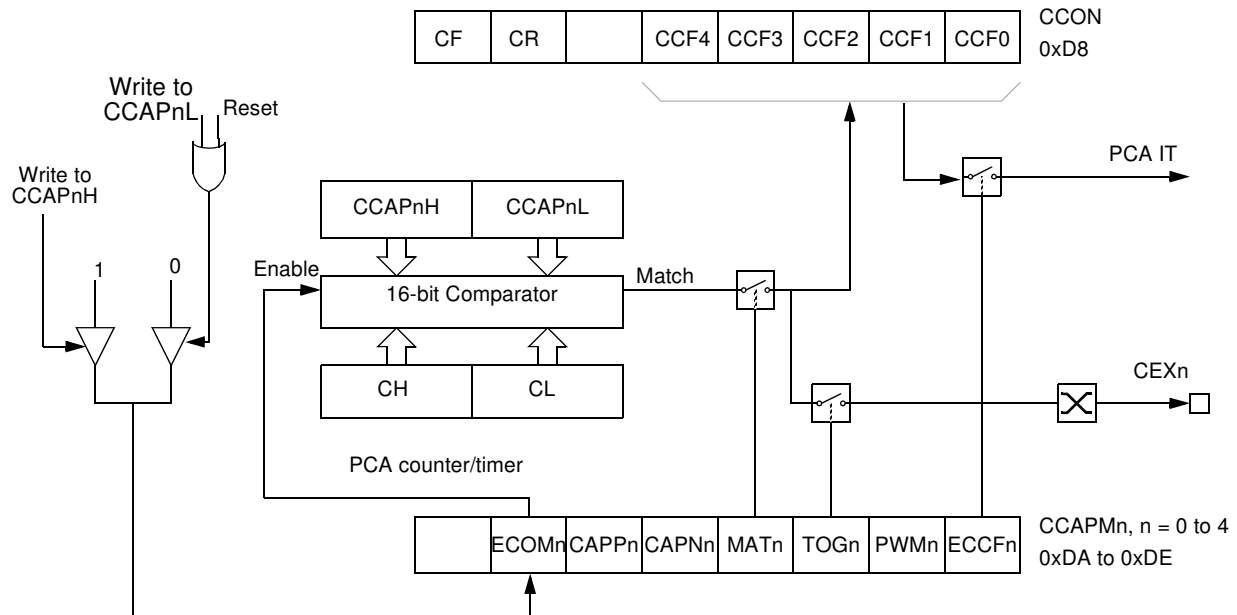 CF CR CCF4 CCF3 CCF2 CCF1 CCF0
CCON
0xD8
Write to
CCAPnL
Reset
Write to
CCAPnH
1
0
PCA IT
CCAPnH CCAPnL
Enable
16-bit Comparator
Match
CH CL
CEXn
PCA counter/timer
ECOMn CAPPn CAPNn MATn TOGn PWMn ECCFn
CCAPMn, n = 0 to 4
0xDA to 0xDE